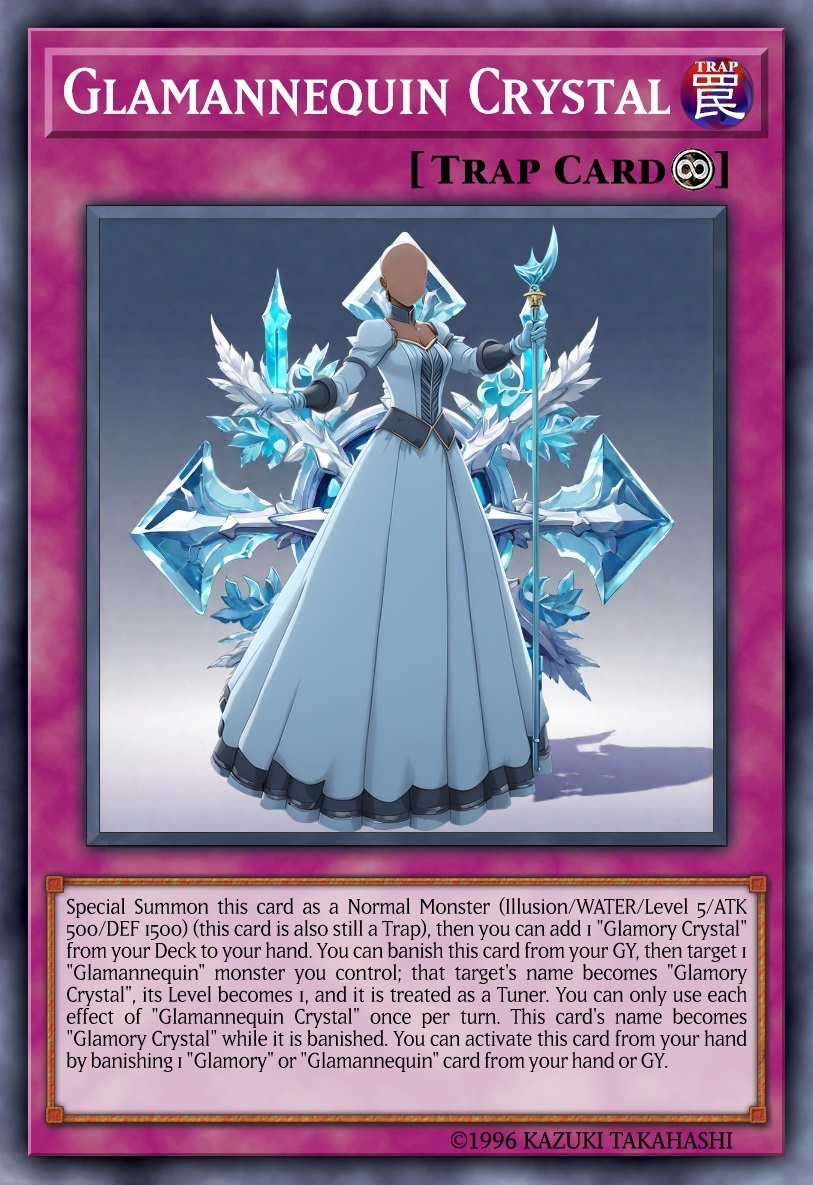 Glamannequin Crystal
TRAP
罠
[Trap Card]
Special Summon this card as a Normal Monster (Illusion/WATER/Level 5/ATK
500/DEF 1500) (this card is also still a Trap), then you can add 1 "Glamory Crystal"
from your Deck to your hand. You can banish this card from your GY, then target 1
"Glamannequin" monster you control; that target's name becomes "Glamory
Crystal", its Level becomes 1, and it is treated as a Tuner. You can only use each
effect of "Glamannequin Crystal" once per turn. This card's name becomes
"Glamory Crystal" while it is banished. You can activate this card from your hand
by banishing 1 "Glamory" or "Glamannequin" card from your hand or GY.
©1996 KAZUKI TAKAHASHI